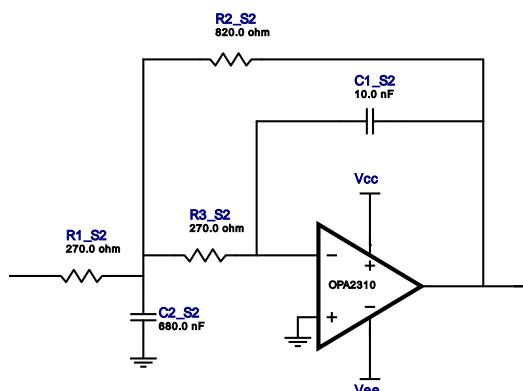 R2_S2
820.0 ohm
C1_S2
10.0 nF
Vcc
R3_S2
270.0 ohm
R1_S2
270.0 ohm
OPA2310
C2_S2
680.0 nF
Vee